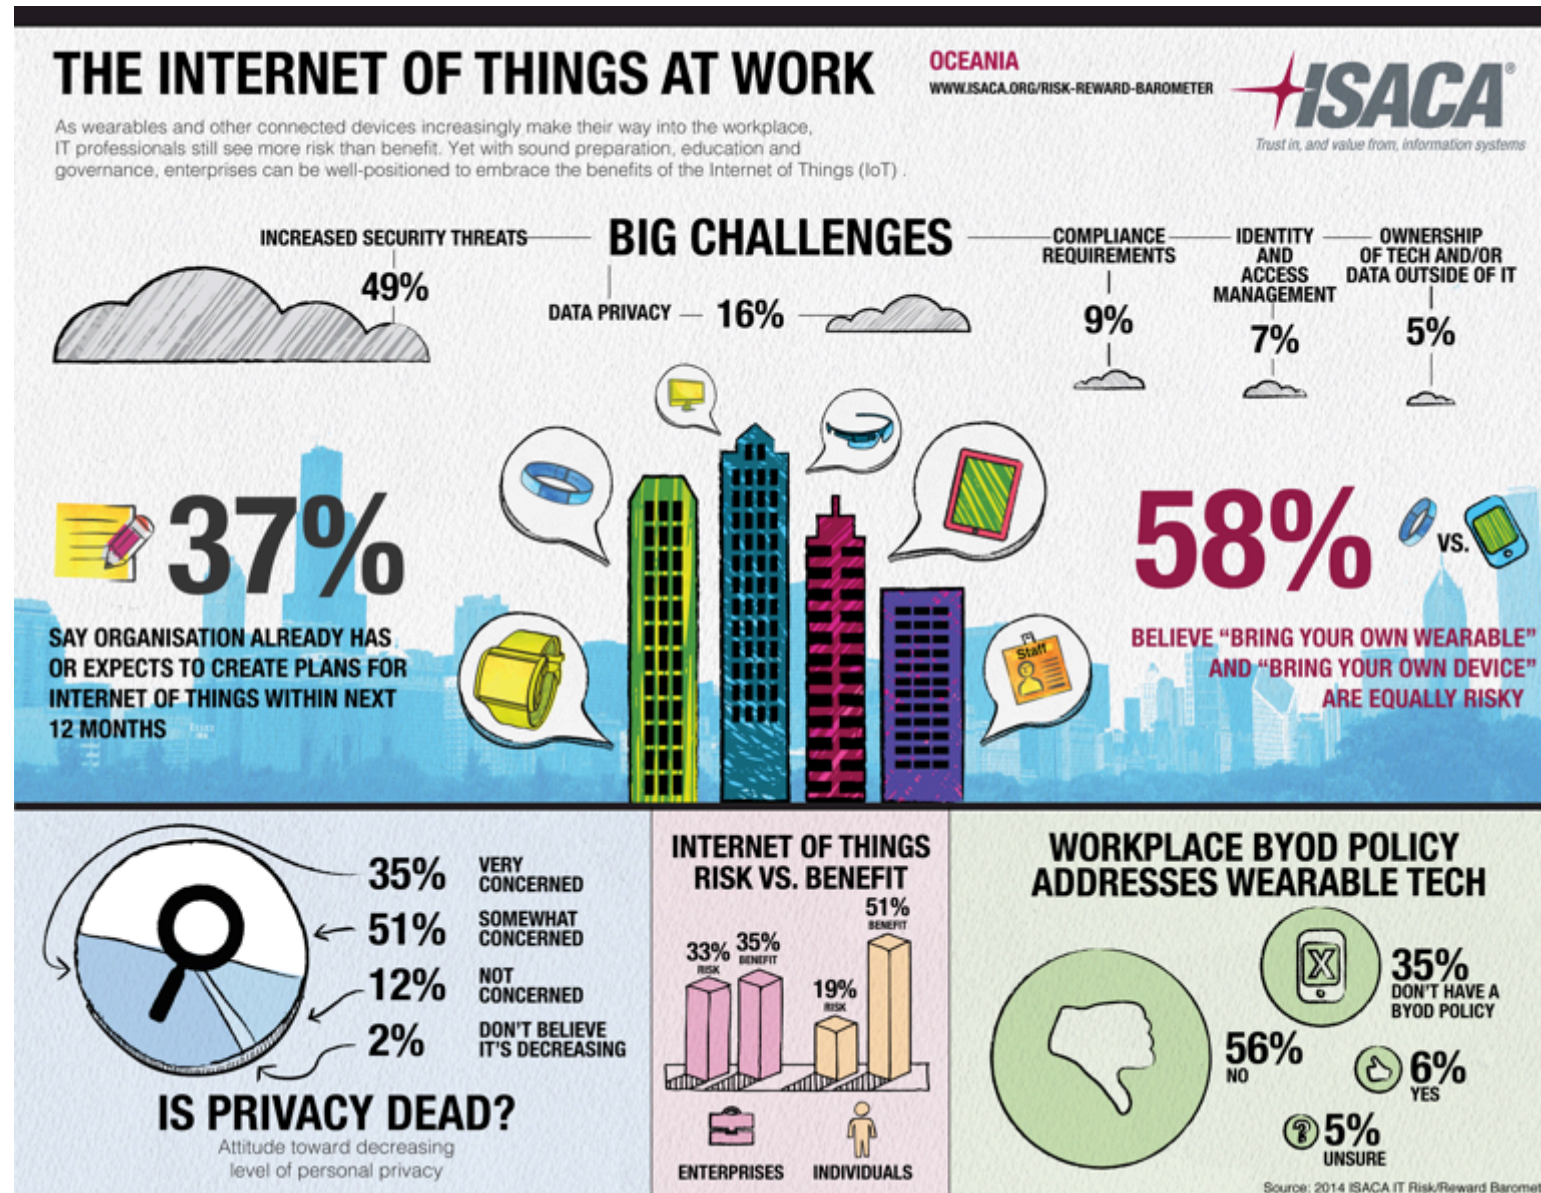 THE INTERNET OF THINGS AT WORK
OCEANIA
WWW.ISACA.ORG/RISK-REWARD-BAROMETER
ISACA®
Trust in, and value from, information systems
As wearables and other connected devices increasingly make their way into the workplace,
IT professionals still see more risk than benefit. Yet with sound preparation, education and
governance, enterprises can be well-positioned to embrace the benefits of the Internet of Things (IoT) .
BIG CHALLENGES
INCREASED SECURITY THREATS
49%
DATA PRIVACY
16%
COMPLIANCE
REQUIREMENTS
9%
IDENTITY
AND
ACCESS
MANAGEMENT
7%
OWNERSHIP
OF TECH AND/OR
DATA OUTSIDE OF IT
5%
37%
SAY ORGANISATION ALREADY HAS
OR EXPECTS TO CREATE PLANS FOR
INTERNET OF THINGS WITHIN NEXT
12 MONTHS
Staff
58%
VS.
BELIEVE “BRING YOUR OWN WEARABLE”
AND “BRING YOUR OWN DEVICE”
ARE EQUALLY RISKY
35% VERY
CONCERNED
51% SOMEWHAT
CONCERNED
12% NOT
CONCERNED
2% DON'T BELIEVE
IT'S DECREASING
IS PRIVACY DEAD?
Attitude toward decreasing
level of personal privacy
INTERNET OF THINGS
RISK VS. BENEFIT
33%
RISK
35%
BENEFIT
19%
RISK
51%
BENEFIT
ENTERPRISES
INDIVIDUALS
WORKPLACE BYOD POLICY
ADDRESSES WEARABLE TECH
X
35%
DON'T HAVE A
BYOD POLICY
56%
NO
6%
YES
?
5%
UNSURE
Source: 2014 ISACA IT Risk/Reward Baromet